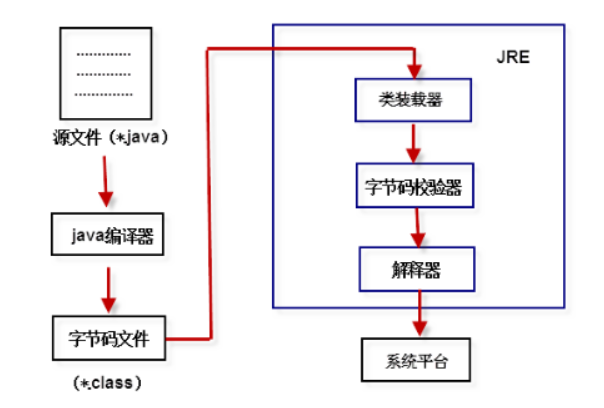 源文件 (*.java)
java编译器
字节码文件
(*.class)
JRE
类装载器
字节码校验器
解释器
系统平台